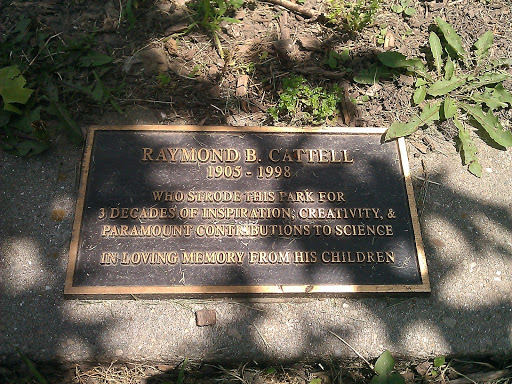 RAYMOND B. CATTELL
1905 - 1998
WHO STRODE THIS PARK FOR
3 DECADES OF INSPIRATION, CREATIVITY, &
PARAMOUNT CONTRIBUTIONS TO SCIENCE
IN LOVING MEMORY FROM HIS CHILDREN